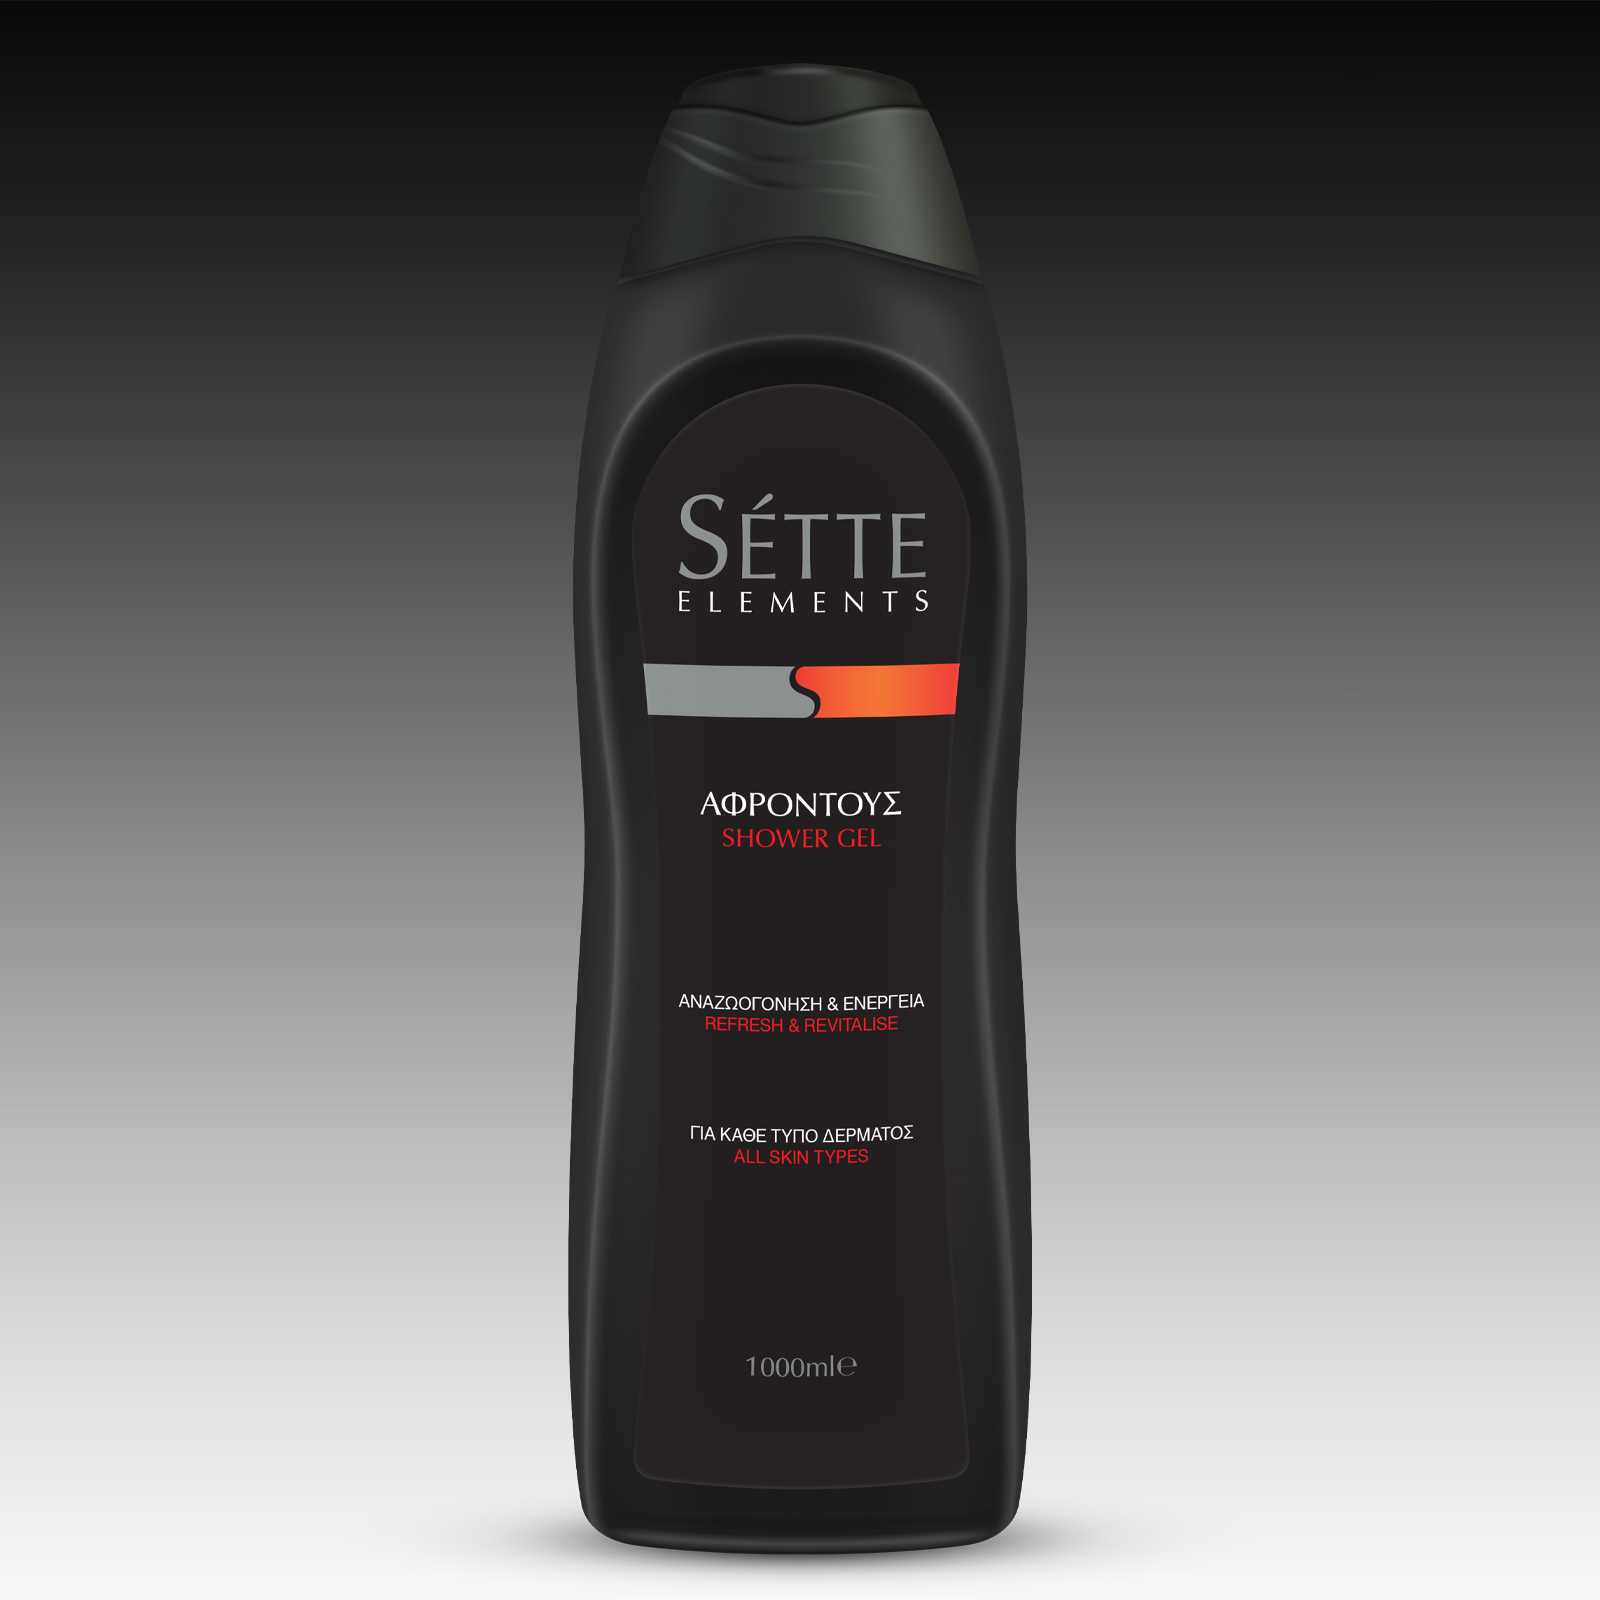 SÉTTE
ELEMENTS
ΑΦΡΟΝΤΟΥΣ
SHOWER GEL
ΑΝΑΖΩΟΓΟΝΗΣΗ & ΕΝΕΡΓΕΙΑ
REFRESH & REVITALISE
ΓΙΑ ΚΑΘΕ ΤΥΠΟ ΔΕΡΜΑΤΟΣ
ALL SKIN TYPES
1000ml℮